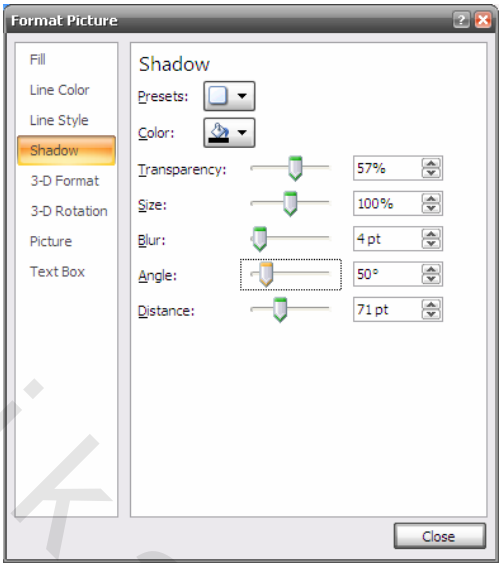 Format Picture
Fill
Line Color
Line Style
Shadow
3-D Format
3-D Rotation
Picture
Text Box
Shadow
Presets:
Color:
Transparency: 57%
Size: 100%
Blur: 4 pt
Angle: 50°
Distance: 71 pt
Close